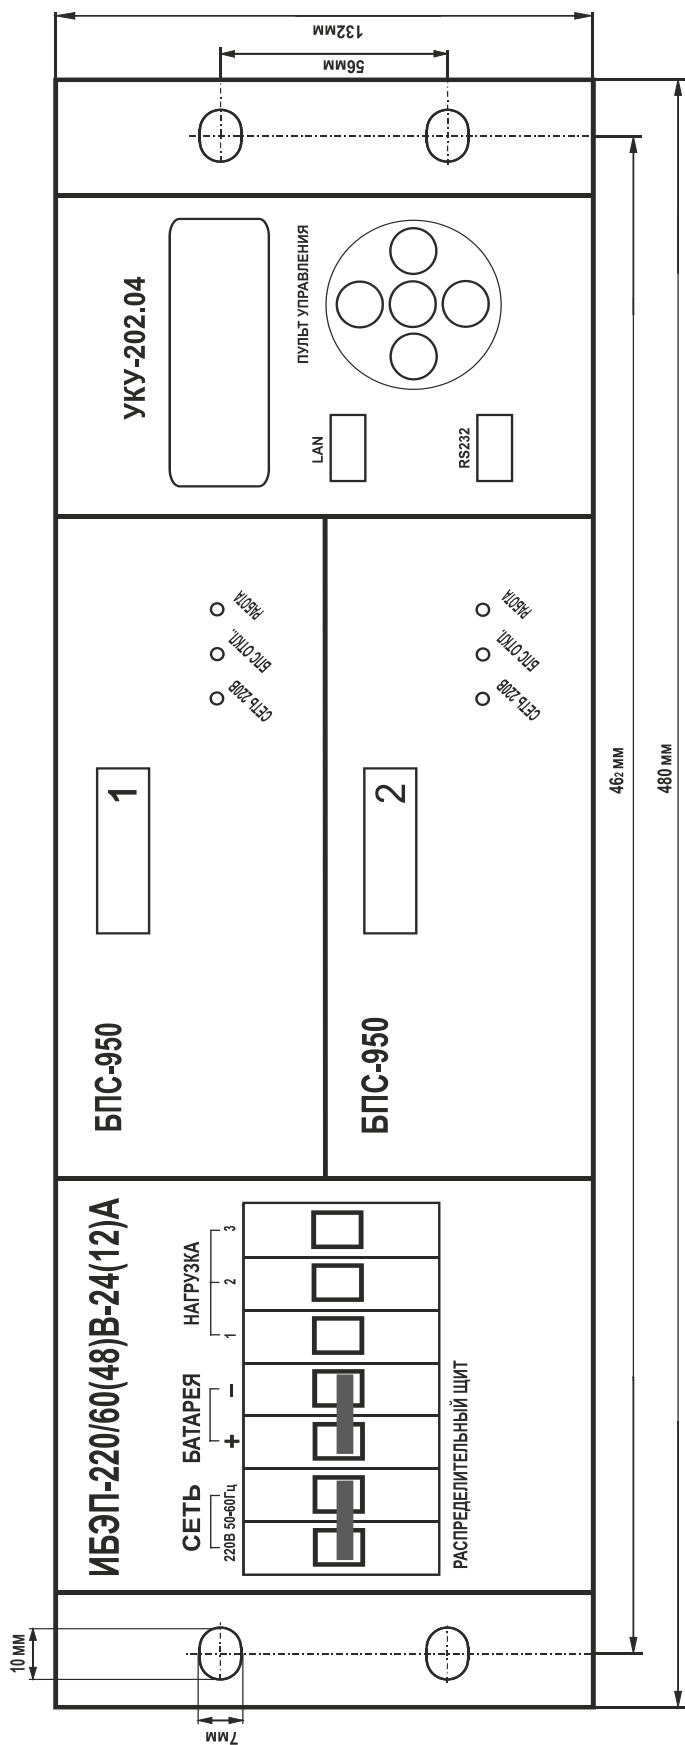 ИБЭП-220/60(48)В-24(12)А
СЕТЬ
220В 50-60Гц
БАТАРЕЯ
+ –
НАГРУЗКА
1 2 3
РАСПРЕДЕЛИТЕЛЬНЫЙ ЩИТ
БПС-950
1
СЕТЬ 220В
БПС ОТКЛ.
РАБОТА
БПС-950
2
СЕТЬ 220В
БПС ОТКЛ.
РАБОТА
УКУ-202.04
ПУЛЬТ УПРАВЛЕНИЯ
LAN
RS232
10 мм
7мм
56мм
132мм
462 мм
480 мм